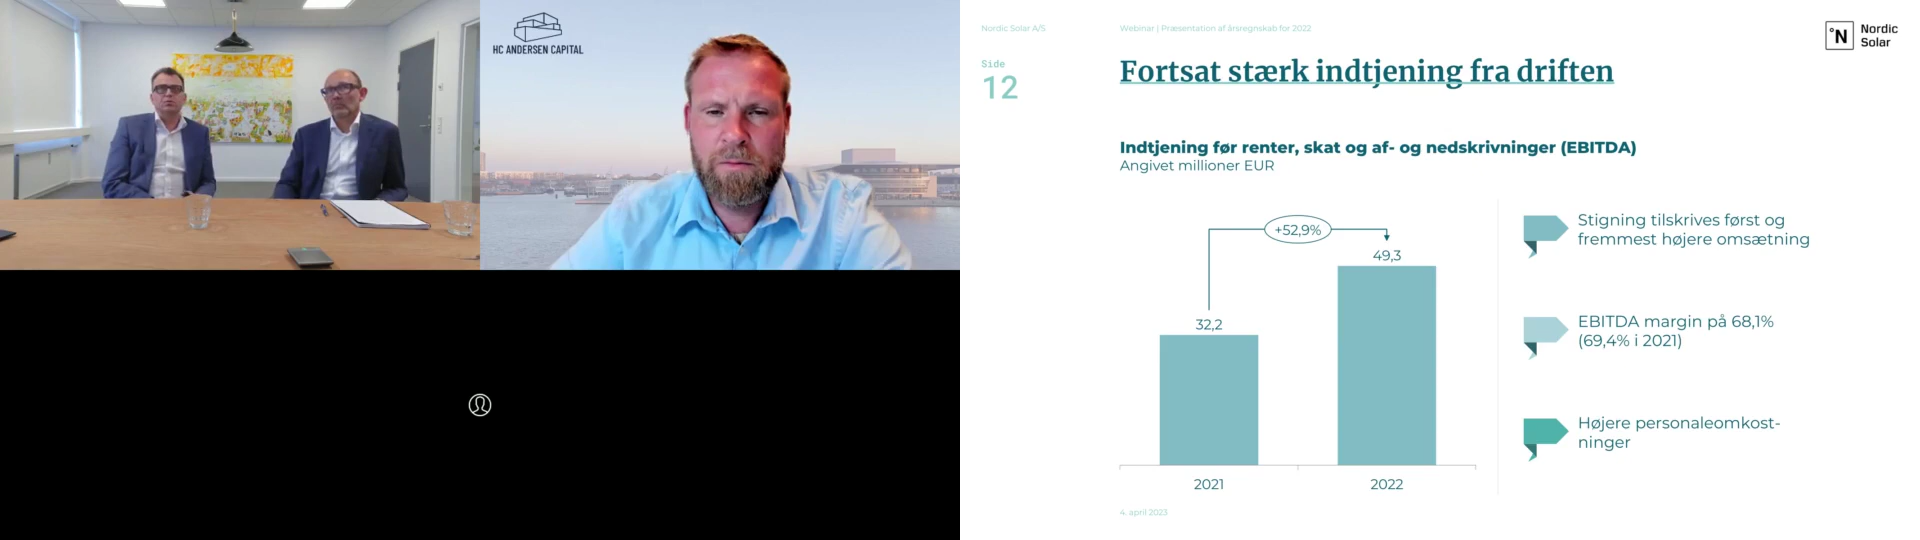 HC ANDERSEN CAPITAL
Nordic Solar A/S
Webinar | Præsentation af årsregnskab for 2022
°N Nordic
Solar
Side
12
Fortsat stærk indtjening fra driften
Indtjening før renter, skat og af- og nedskrivninger (EBITDA)
Angivet millioner EUR
+52,9%
49,3
32,2
2021
2022
Stigning tilskrives først og
fremmest højere omsætning
EBITDA margin på 68,1%
(69,4% i 2021)
Højere personaleomkost-
ninger
4. april 2023